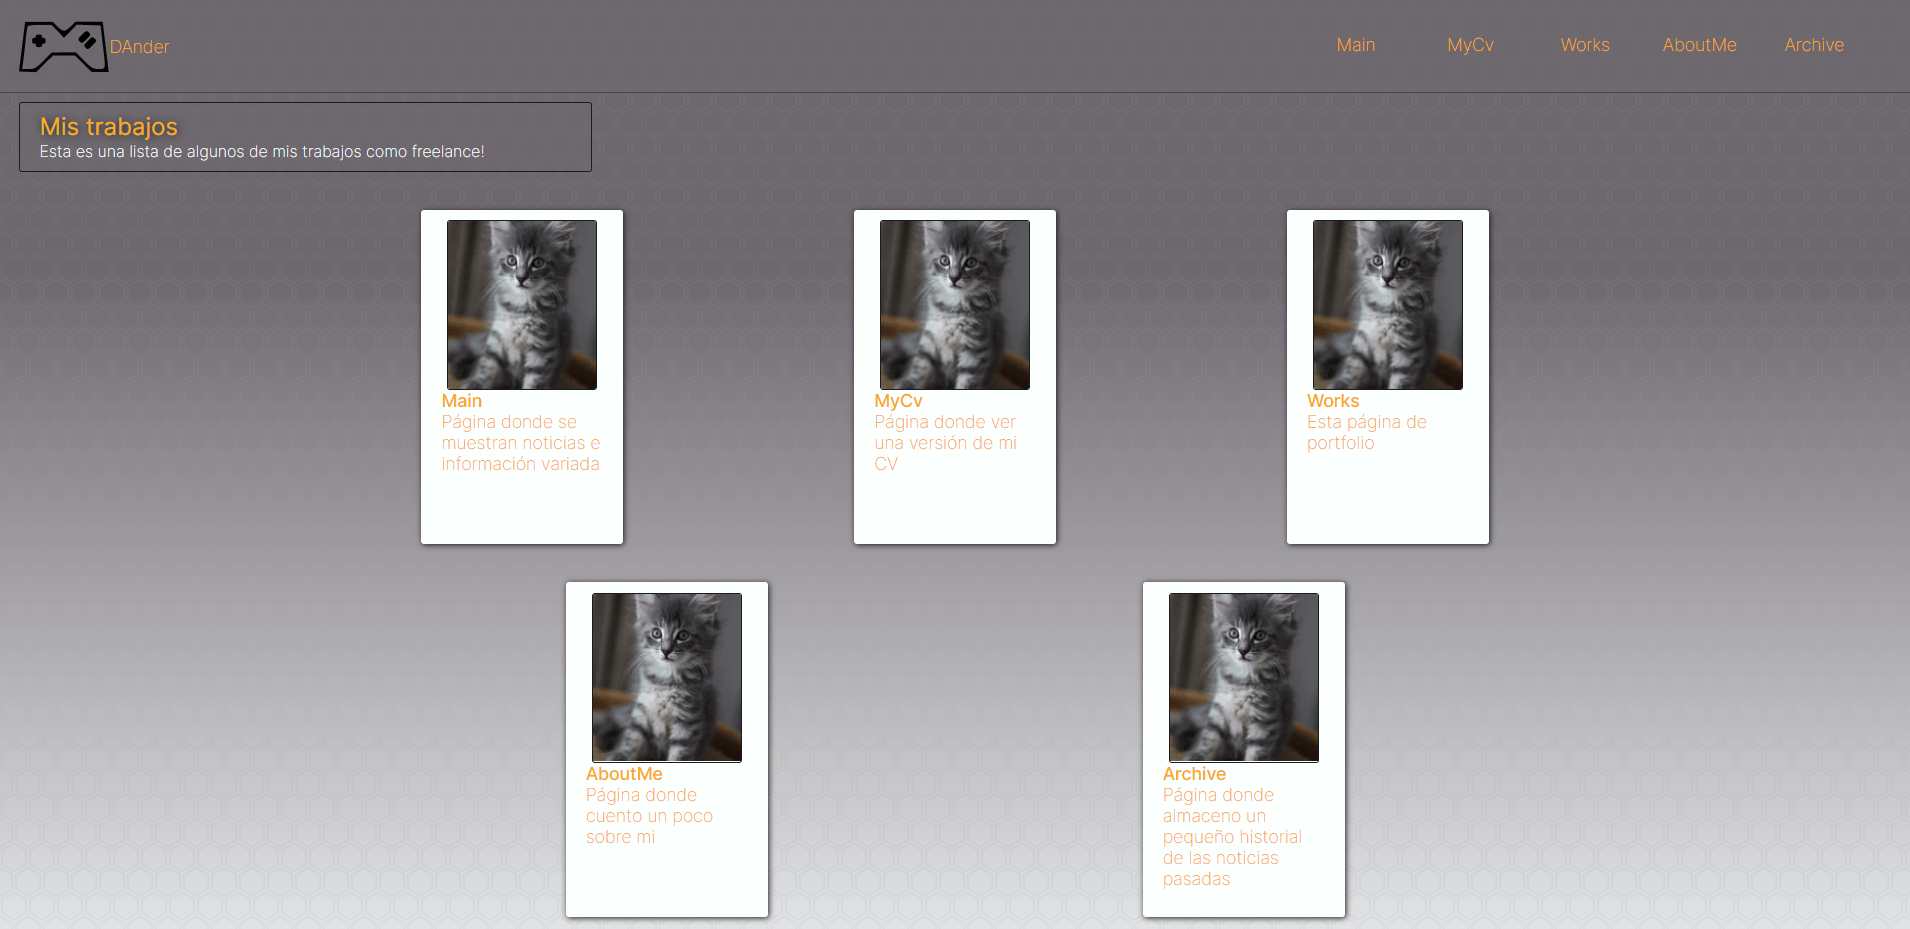 DAnder
Main
MyCv
Works
AboutMe
Archive
Mis trabajos
Esta es una lista de algunos de mis trabajos como freelance!
Main
Página donde se
muestran noticias e
información variada
MyCv
Página donde ver
una versión de mi
CV
Works
Esta página de
portfolio
AboutMe
Página donde
cuento un poco
sobre mi
Archive
Página donde
almaceno un
pequeño historial
de las noticias
pasadas